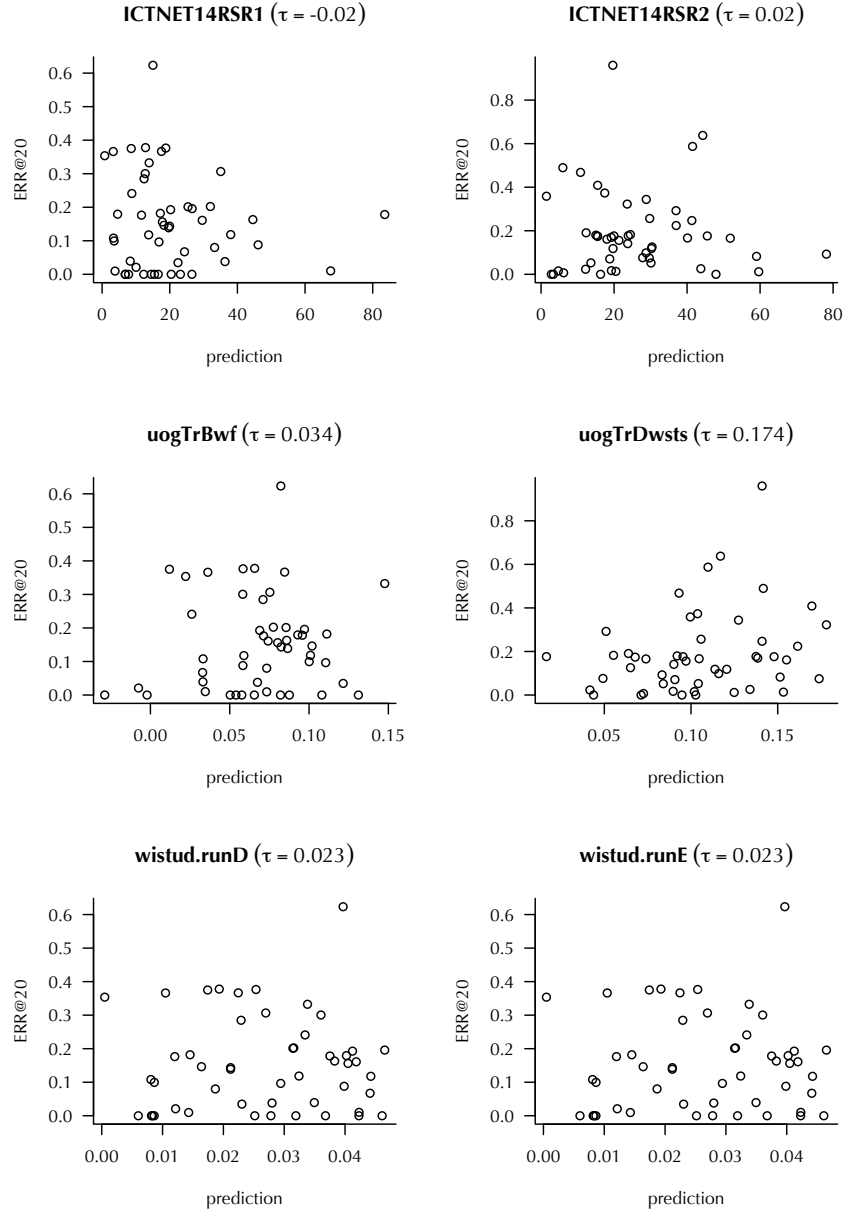 ICTNET14RSR1 (τ = -0.02)
ERR@20
0.6
0.5
0.4
0.3
0.2
0.1
0.0
0 20 40 60 80
prediction
ICTNET14RSR2 (τ = 0.02)
ERR@20
0.8
0.6
0.4
0.2
0.0
0 20 40 60 80
prediction
uogTrBwf (τ = 0.034)
ERR@20
0.6
0.5
0.4
0.3
0.2
0.1
0.0
0.00 0.05 0.10 0.15
prediction
uogTrDwsts (τ = 0.174)
ERR@20
0.8
0.6
0.4
0.2
0.0
0.05 0.10 0.15
prediction
wistud.runD (τ = 0.023)
ERR@20
0.6
0.5
0.4
0.3
0.2
0.1
0.0
0.00 0.01 0.02 0.03 0.04
prediction
wistud.runE (τ = 0.023)
ERR@20
0.6
0.5
0.4
0.3
0.2
0.1
0.0
0.00 0.01 0.02 0.03 0.04
prediction